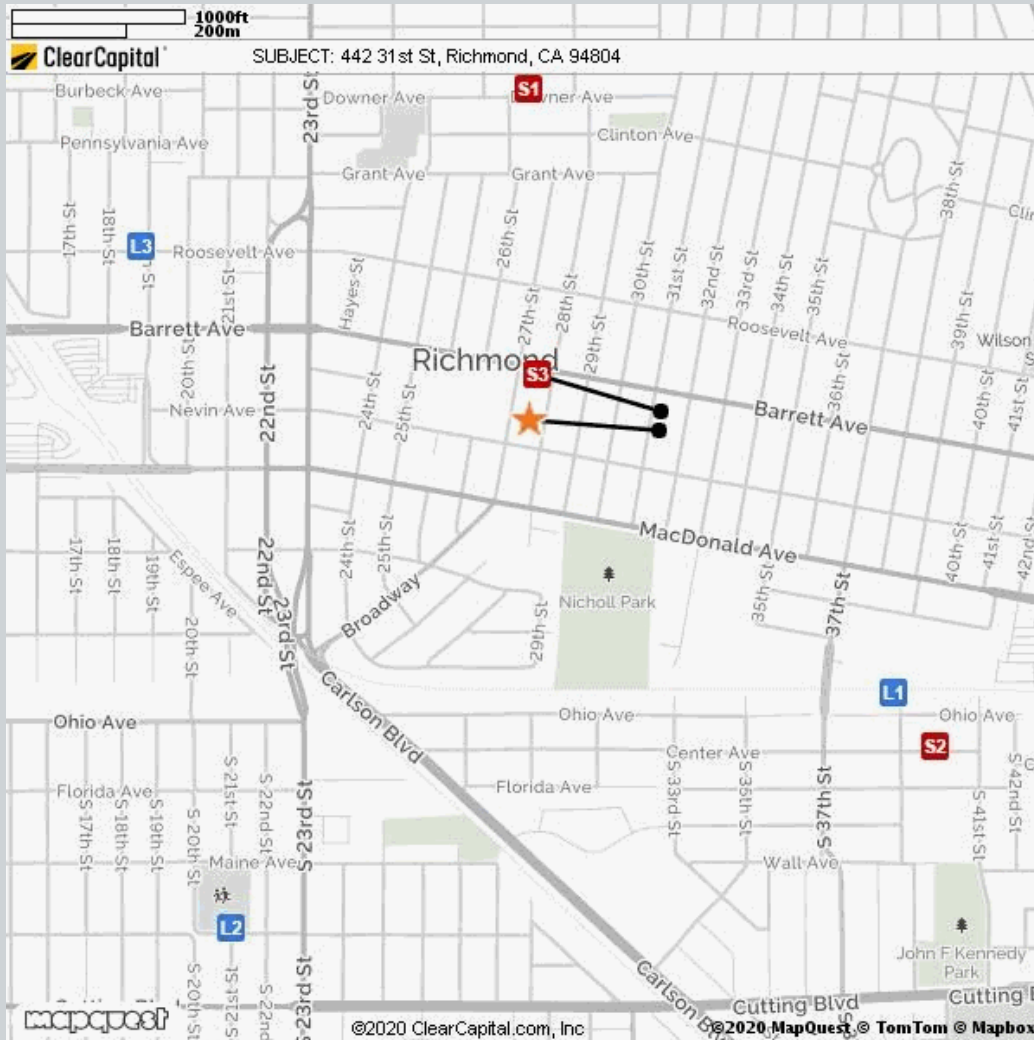 1000ft
200m
ClearCapital
SUBJECT: 442 31st St, Richmond, CA 94804
Burbeck Ave
23rd St
Downer Ave
S1
Downer Ave
Clinton Ave
Pennsylvania Ave
Grant Ave
Grant Ave
38th St
17th St
18th St
L3
Roosevelt Ave
21st St
Hayes St
26th St
27th St
28th St
29th St
30th St
31st St
32nd St
33rd St
34th St
35th St
Roosevelt Ave
39th St
Wilson
Barrett Ave
Richmond
S3
20th St
Nevin Ave
22nd St
24th St
25th St
36th St
Barrett Ave
40th St
41st St
MacDonald Ave
17th St
18th St
19th St
Espee Ave
22nd St
24th St
25th St
Broadway
Nicholl Park
29th St
35th St
37th St
40th St
41st St
42nd St
20th St
23rd St
Carlson Blvd
L1
Ohio Ave
Ohio Ave
Ohio Ave
Center Ave
S2
Florida Ave
Florida Ave
S 17th St
S 18th St
S 19th St
S 20th St
S 21st St
S 22nd St
S 23rd St
S 33rd St
S 35th St
S 37th St
S 41st St
S 42nd St
Maine Ave
Wall Ave
L2
John F Kennedy
Park
S 20th St
S 23rd St
Carlson
Cutting Blvd
Cutting
mapquest
©2020 ClearCapital.com, Inc
©2020 MapQuest © TomTom © Mapbox